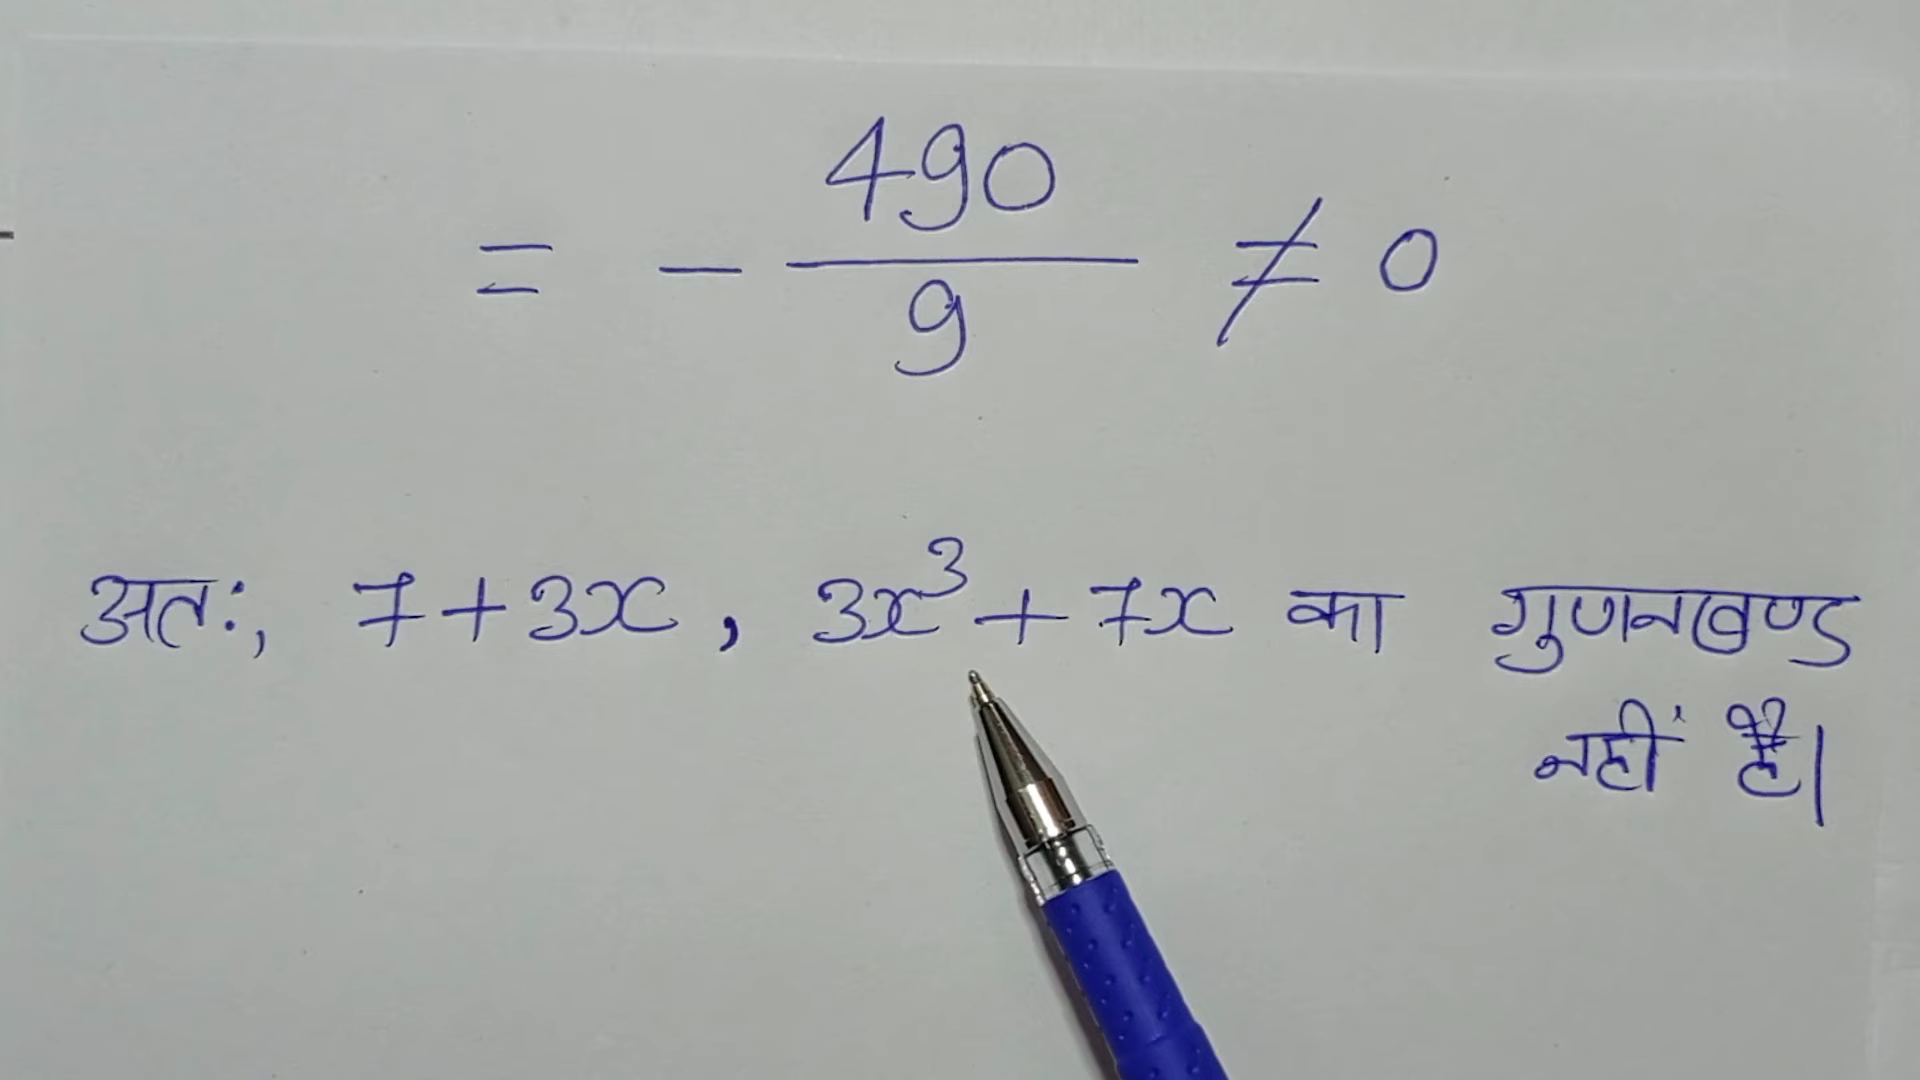 = - 490/9 ≠ 0
अतः, 7+3x, 3x³+7x का गुणनखण्ड
नहीं है।